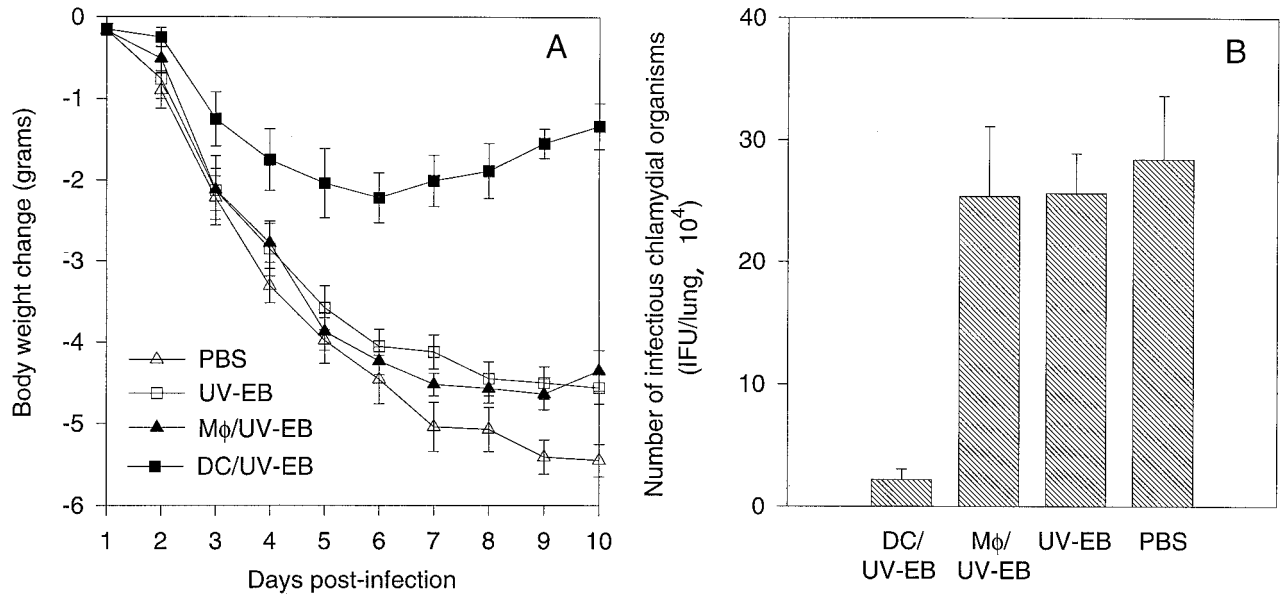 A
Body weight change (grams)
-0
-1
-2
-3
-4
-5
-6
PBS
UV-EB
Mϕ/UV-EB
DC/UV-EB
1 2 3 4 5 6 7 8 9 10
Days post-infection
B
Number of infectious chlamydial organisms
(IFU/lung, 10⁴)
40
30
20
10
0
DC/
UV-EB
Mϕ/
UV-EB
UV-EB
PBS